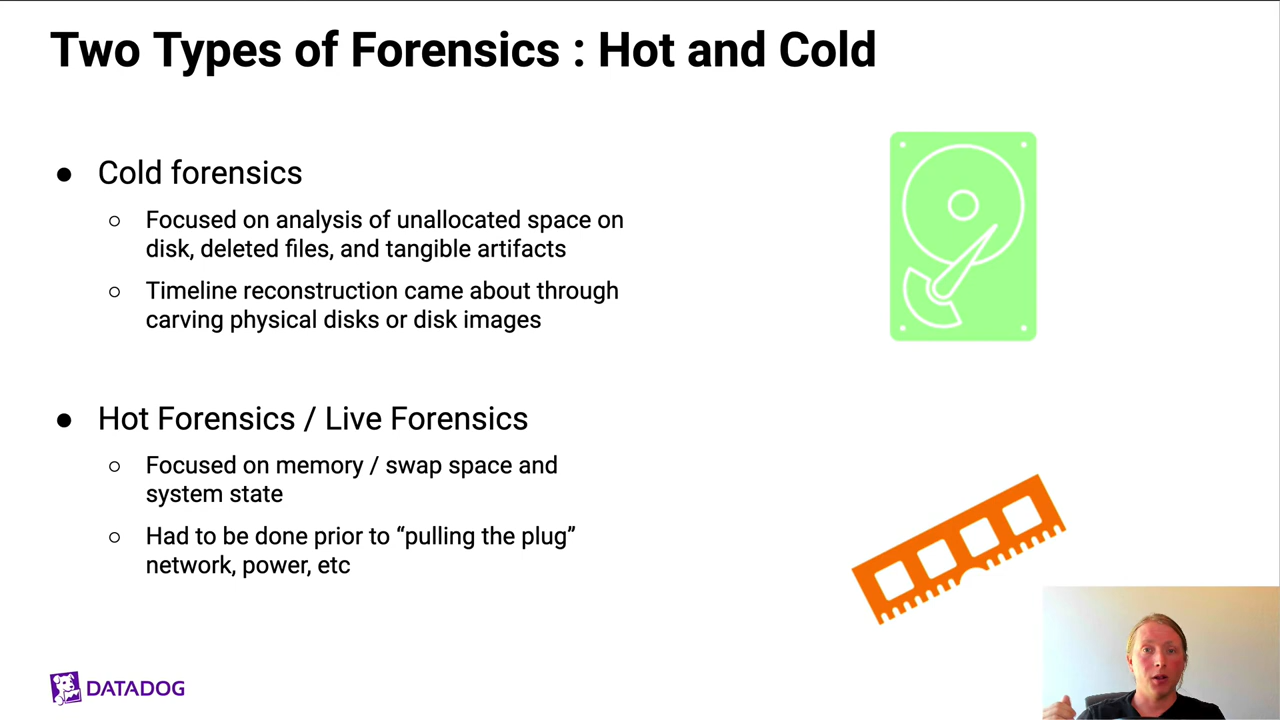 Two Types of Forensics : Hot and Cold
● Cold forensics
○ Focused on analysis of unallocated space on
disk, deleted files, and tangible artifacts
○ Timeline reconstruction came about through
carving physical disks or disk images
● Hot Forensics / Live Forensics
○ Focused on memory / swap space and
system state
○ Had to be done prior to “pulling the plug”
network, power, etc
DATADOG